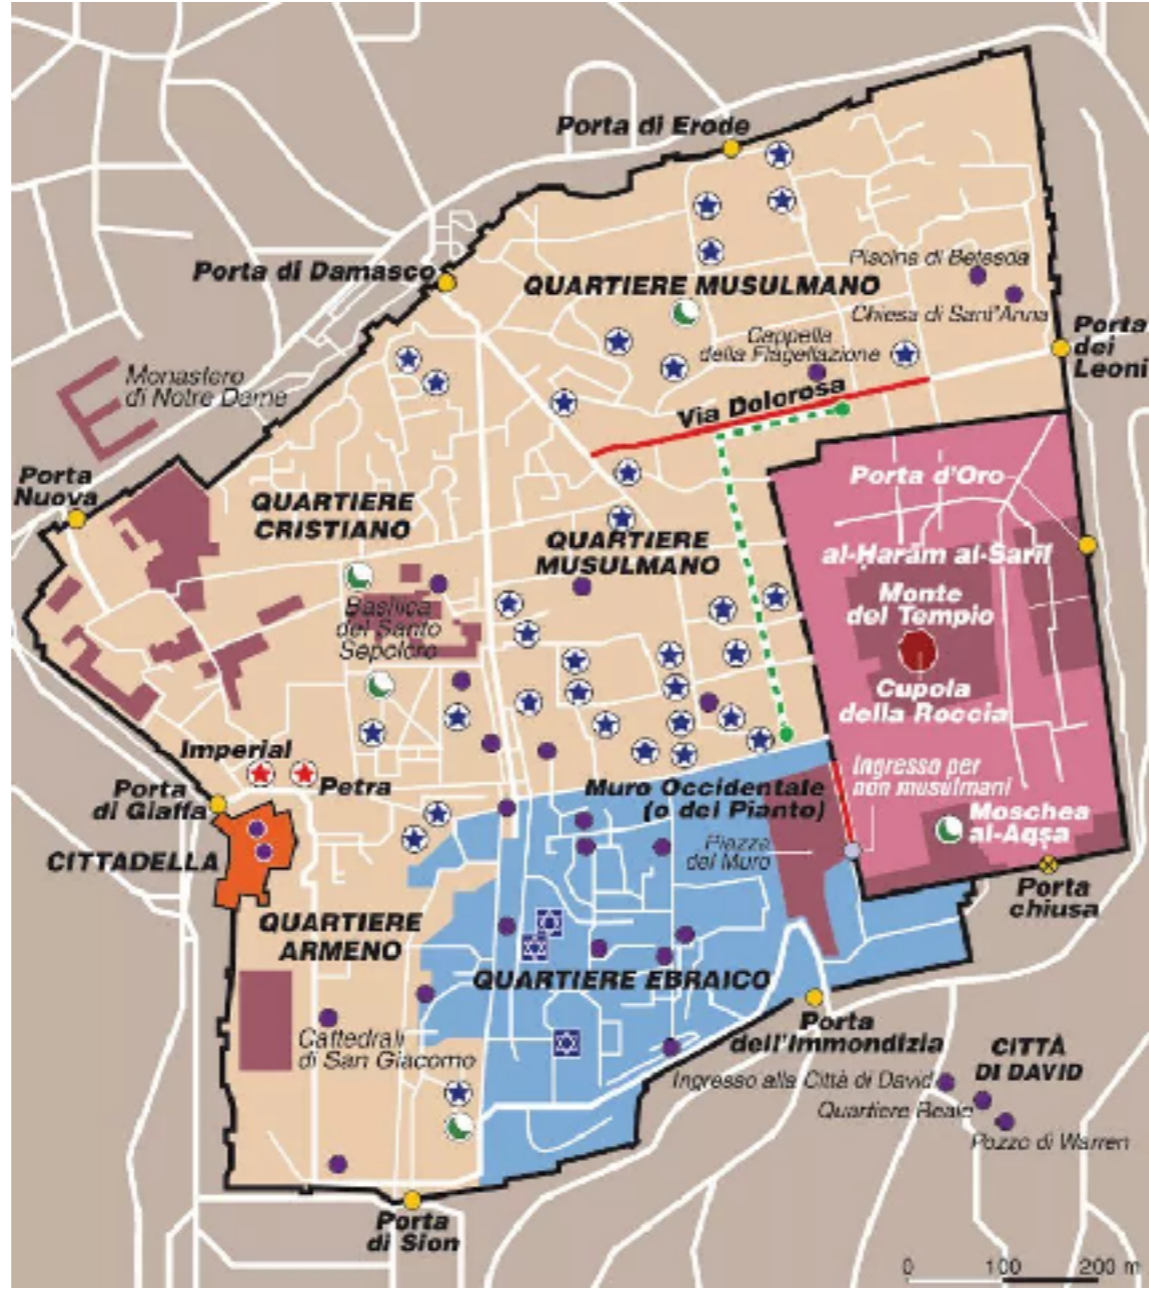 Porta di Erode
Porta di Damasco
QUARTIERE MUSULMANO
Piscina di Betesda
Chiesa di Sant'Anna
Cappella
della Flagellazione
Porta
dei
Leoni
Monastero
di Notre Dame
Via Dolorosa
Porta
Nuova
QUARTIERE
CRISTIANO
QUARTIERE
MUSULMANO
Porta d'Oro
al-Ḥarām al-Šarīf
Monte
del Tempio
Cupola
della Roccia
Basilica
del Santo
Sepolcro
Imperial
Petra
Porta
di Giaffa
CITTADELLA
Muro Occidentale
(o del Pianto)
Piazza
del Muro
Ingresso per
non musulmani
Moschea
al-Aqṣa
Porta
chiusa
QUARTIERE
ARMENO
QUARTIERE EBRAICO
Cattedrali
di San Giacomo
Porta
dell'Immondizia
CITTÀ
DI DAVID
Ingresso alla Città di David
Quartiere Reale
Pozzo di Warren
Porta
di Sion
0 100 200 m